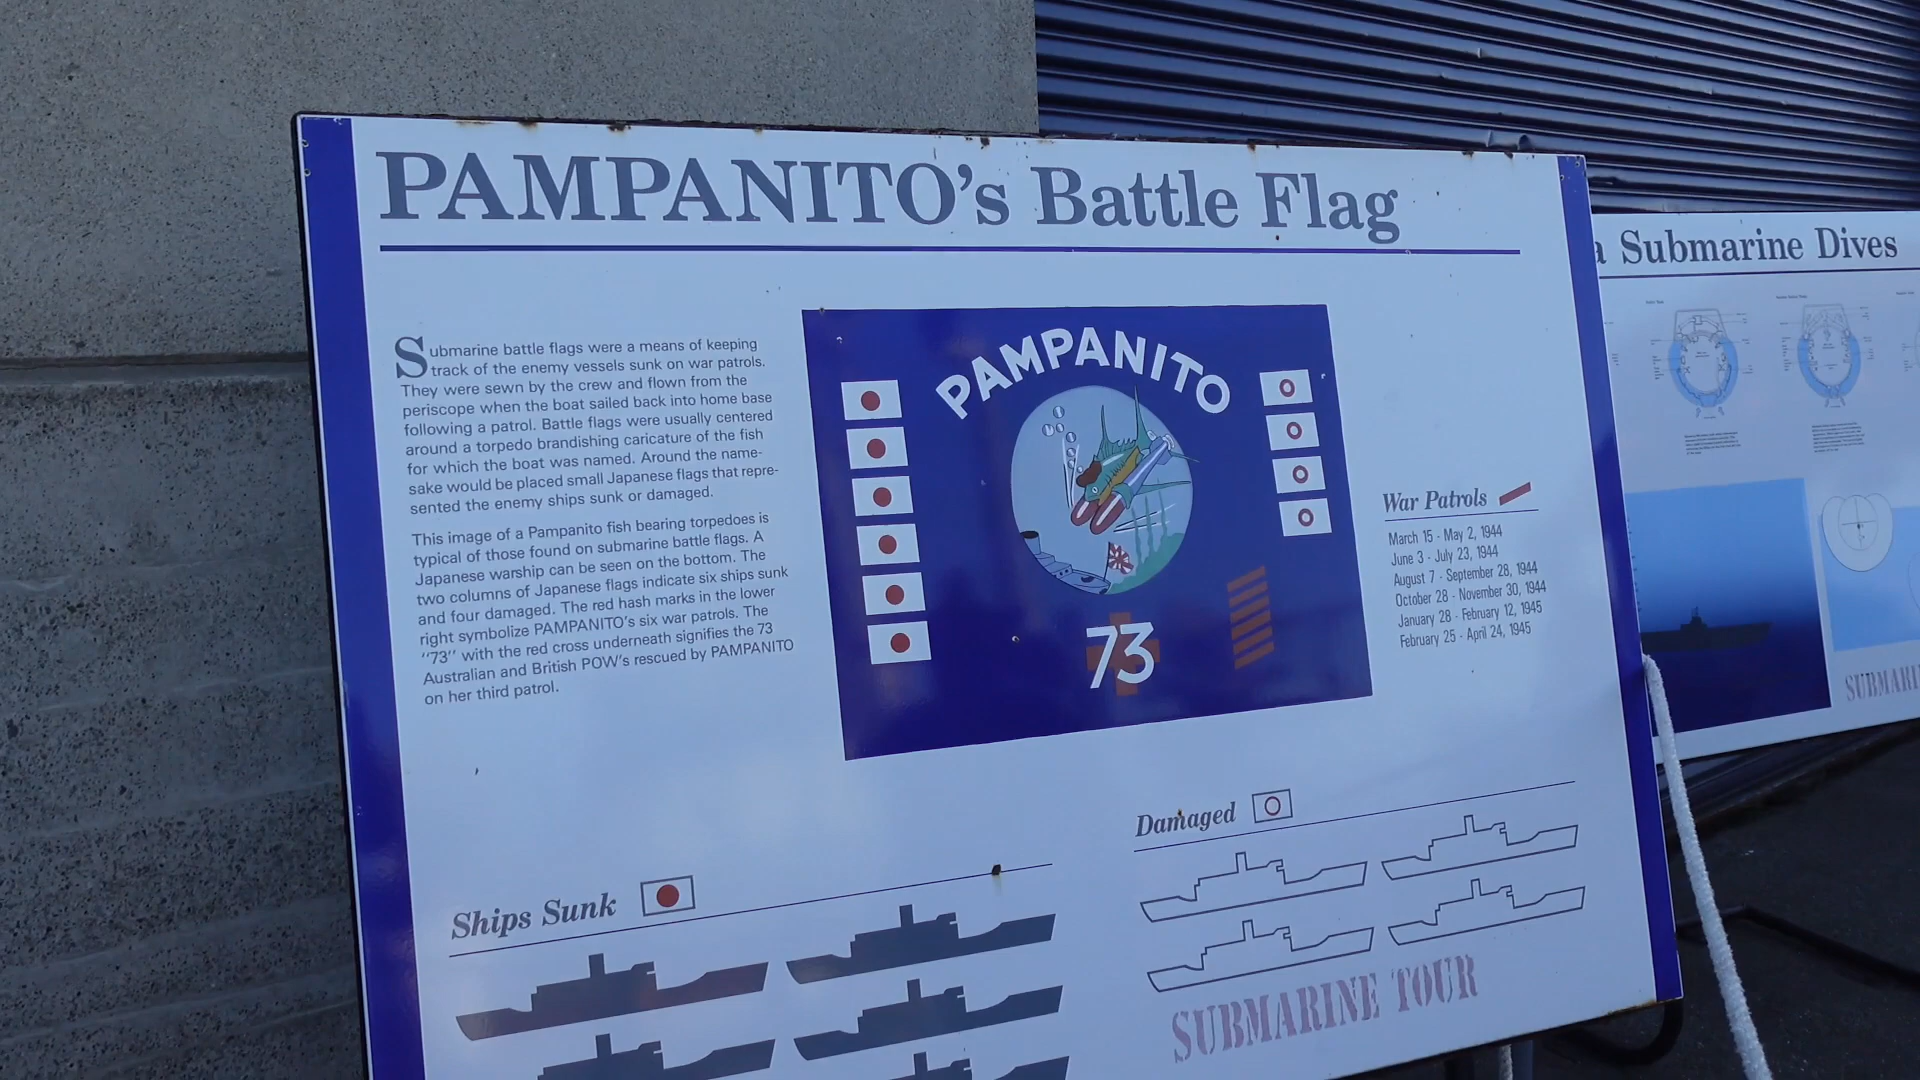 PAMPANITO's Battle Flag
Submarine battle flags were a means of keeping
track of the enemy vessels sunk on war patrols.
They were sewn by the crew and flown from the
periscope when the boat sailed back into home base
following a patrol. Battle flags were usually centered
around a torpedo brandishing caricature of the fish
for which the boat was named. Around the name-
sake would be placed small Japanese flags that repre-
sented the enemy ships sunk or damaged.
This image of a Pampanito fish bearing torpedoes is
typical of those found on submarine battle flags. A
Japanese warship can be seen on the bottom. The
two columns of Japanese flags indicate six ships sunk
and four damaged. The red hash marks in the lower
right symbolize PAMPANITO's six war patrols. The
"73" with the red cross underneath signifies the 73
Australian and British POW's rescued by PAMPANITO
on her third patrol.
PAMPANITO
73
War Patrols
March 15 - May 2, 1944
June 3 - July 23, 1944
August 7 - September 28, 1944
October 28 - November 30, 1944
January 28 - February 12, 1945
February 25 - April 24, 1945
Ships Sunk
Damaged
SUBMARINE TOUR
a Submarine Dives
SUBMARI